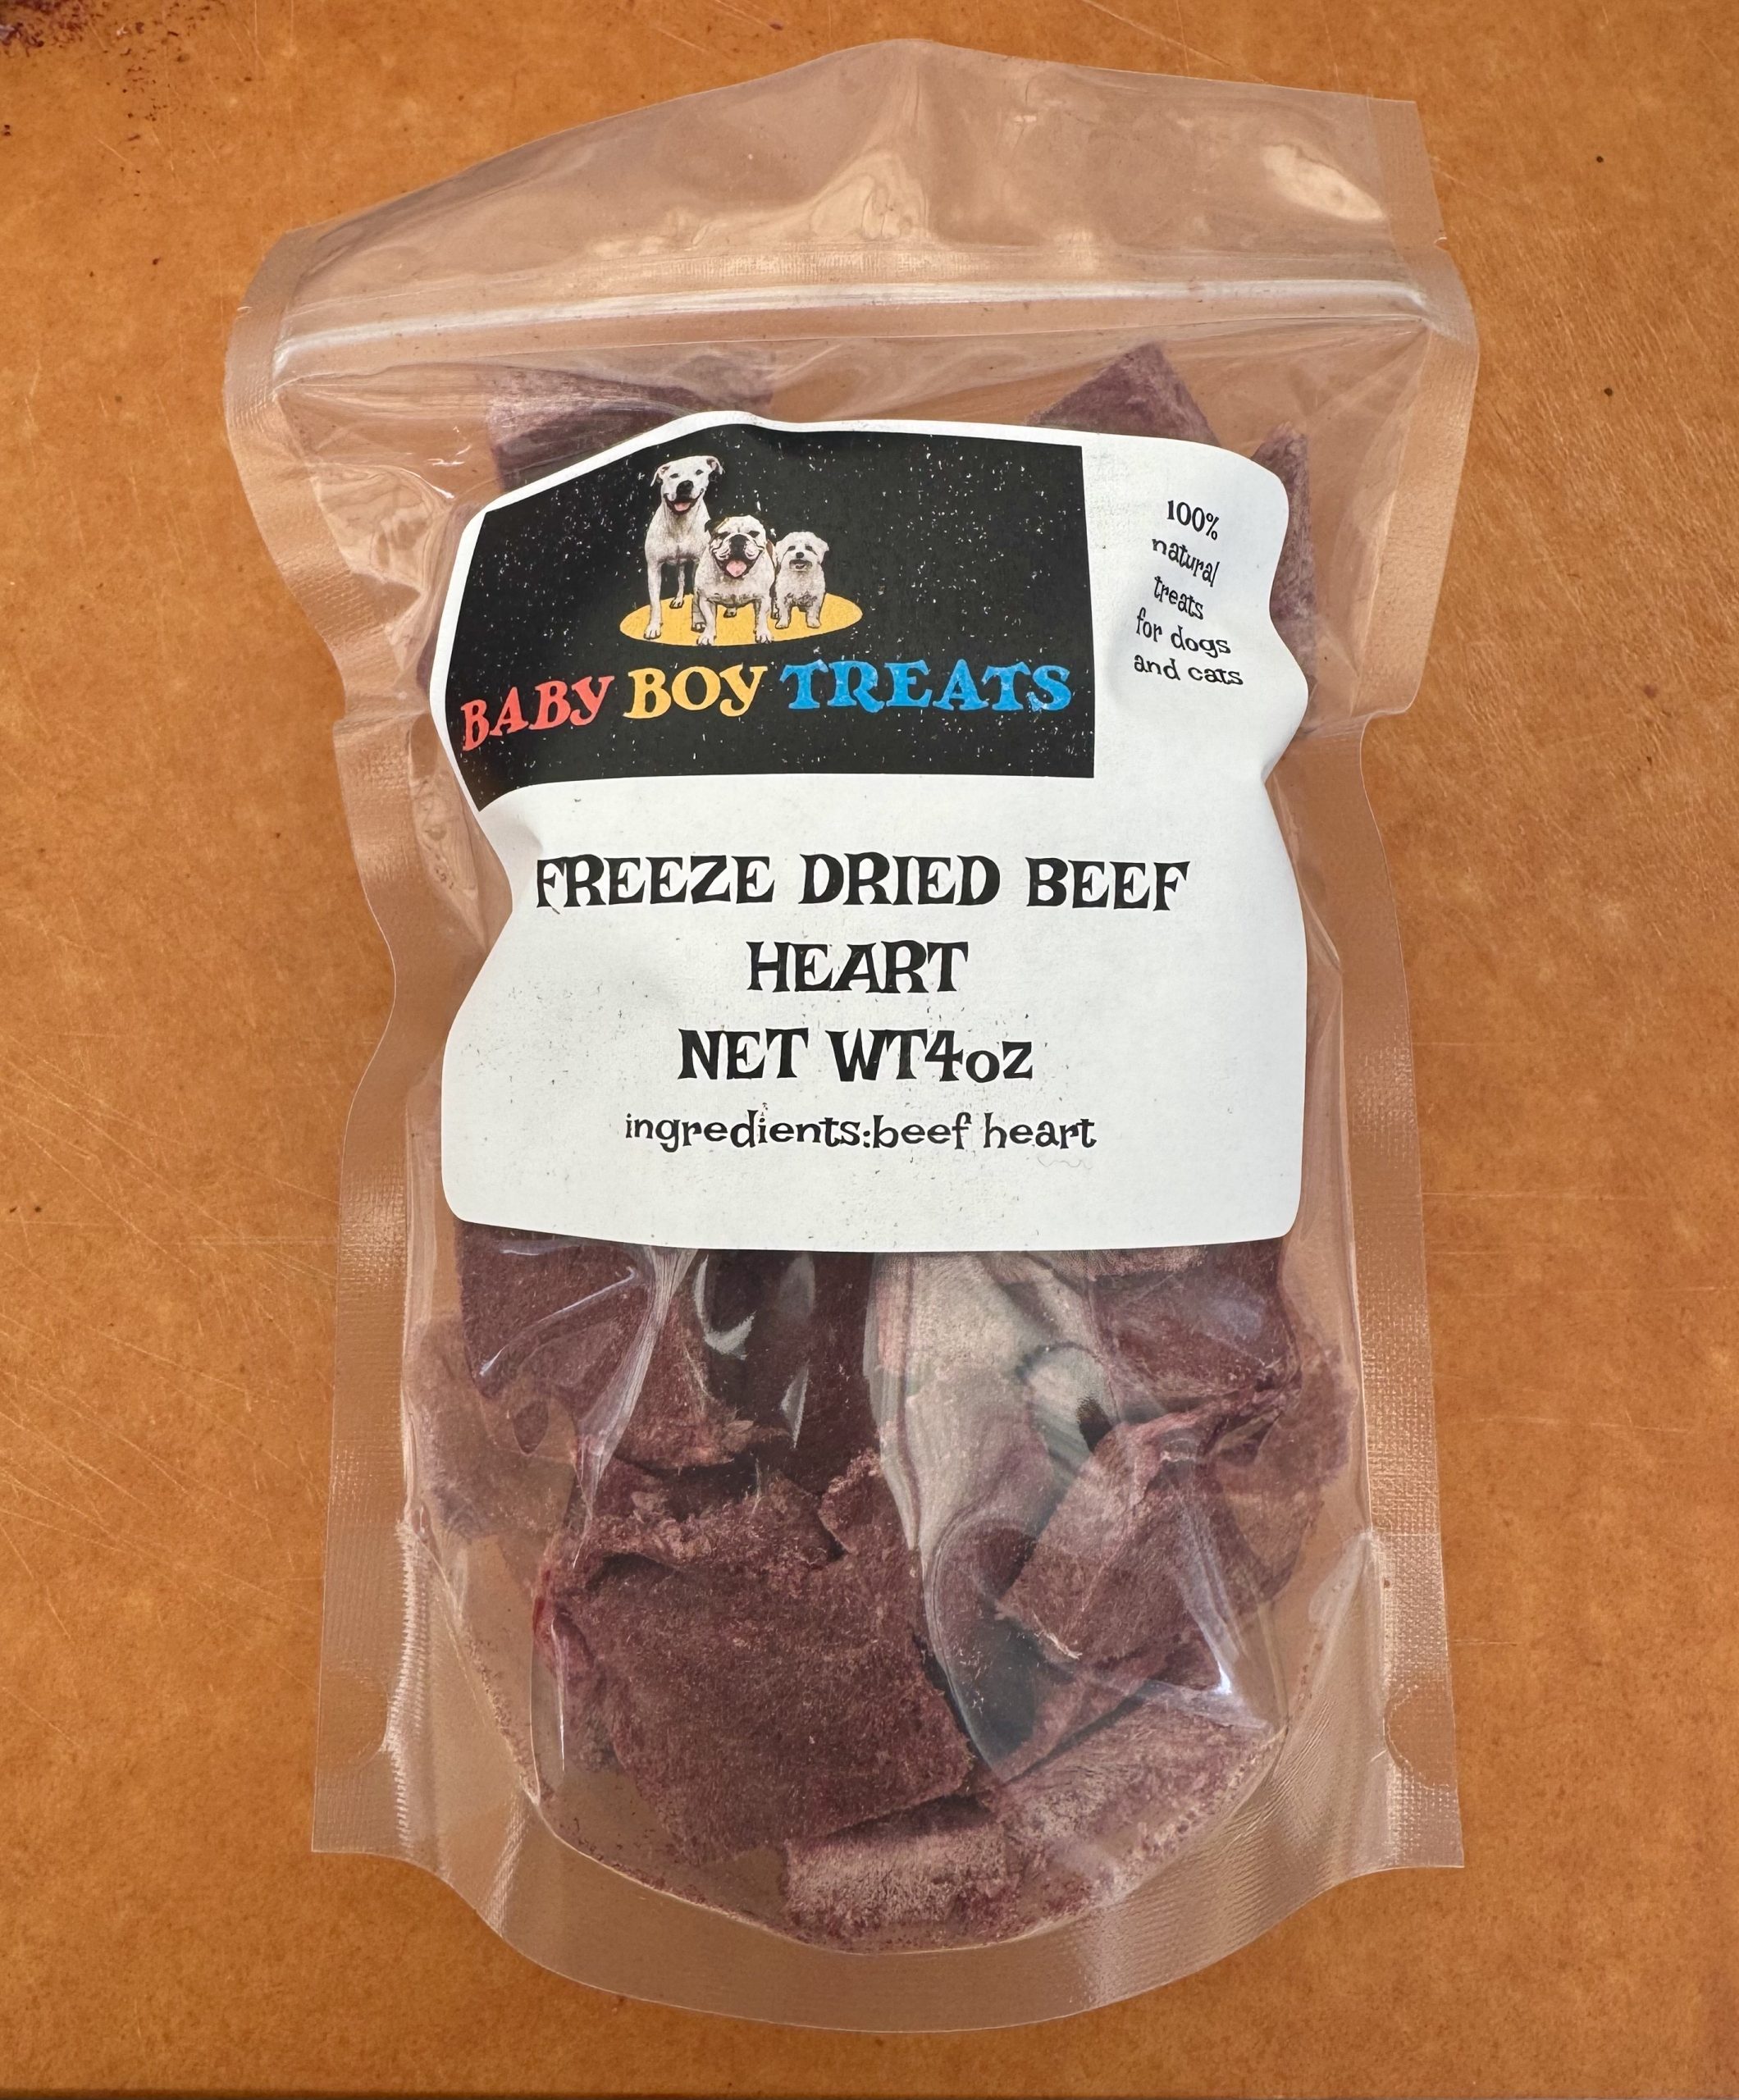 BABY BOY TREATS
100%
natural
treats
for dogs
and cats
FREEZE DRIED BEEF
HEART
NET WT4oz
ingredients:beef heart